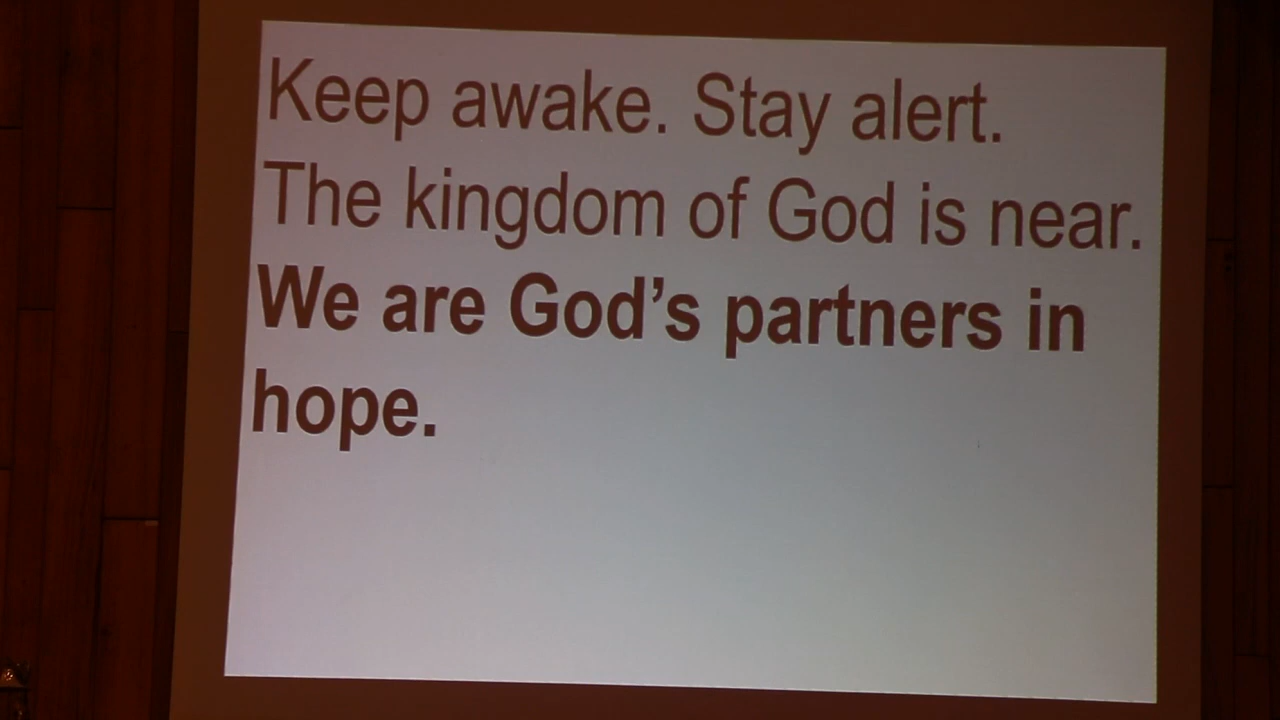 Keep awake. Stay alert.
The kingdom of God is near.
We are God’s partners in
hope.